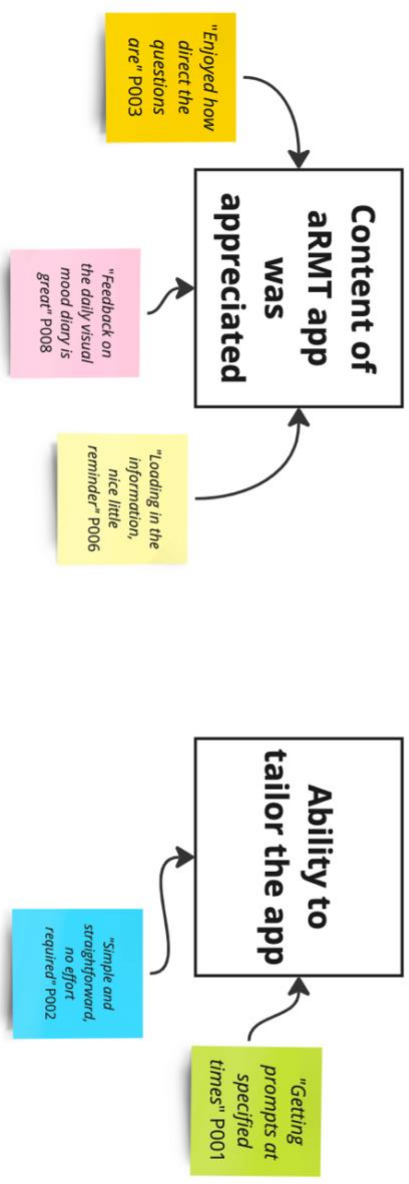 Content of
aRMT app
was
appreciated
"Enjoyed how
direct the
questions
are" P003
"Feedback on
the daily visual
mood diary is
great" P008
"Loading in the
information,
nice little
reminder" P006
Ability to
tailor the app
"Simple and
straightforward,
no effort
required" P002
"Getting
prompts at
specified
times" P001